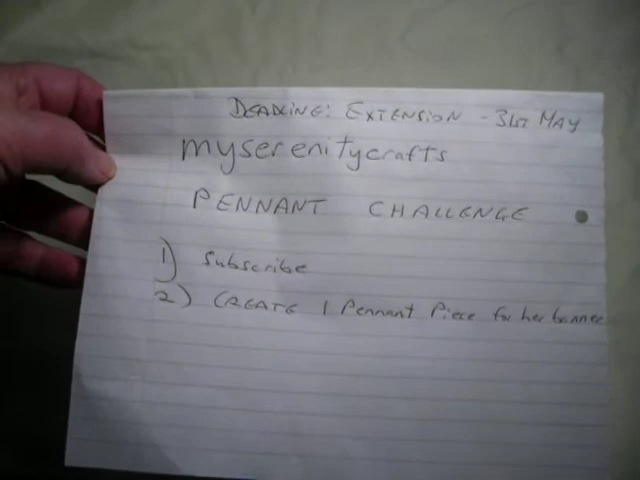 DEADLINE: EXTENSION - 31ST MAY
myserenitycrafts
PENNANT CHALLENGE
1) Subscribe
2) CREATE 1 Pennant Piece for her banner